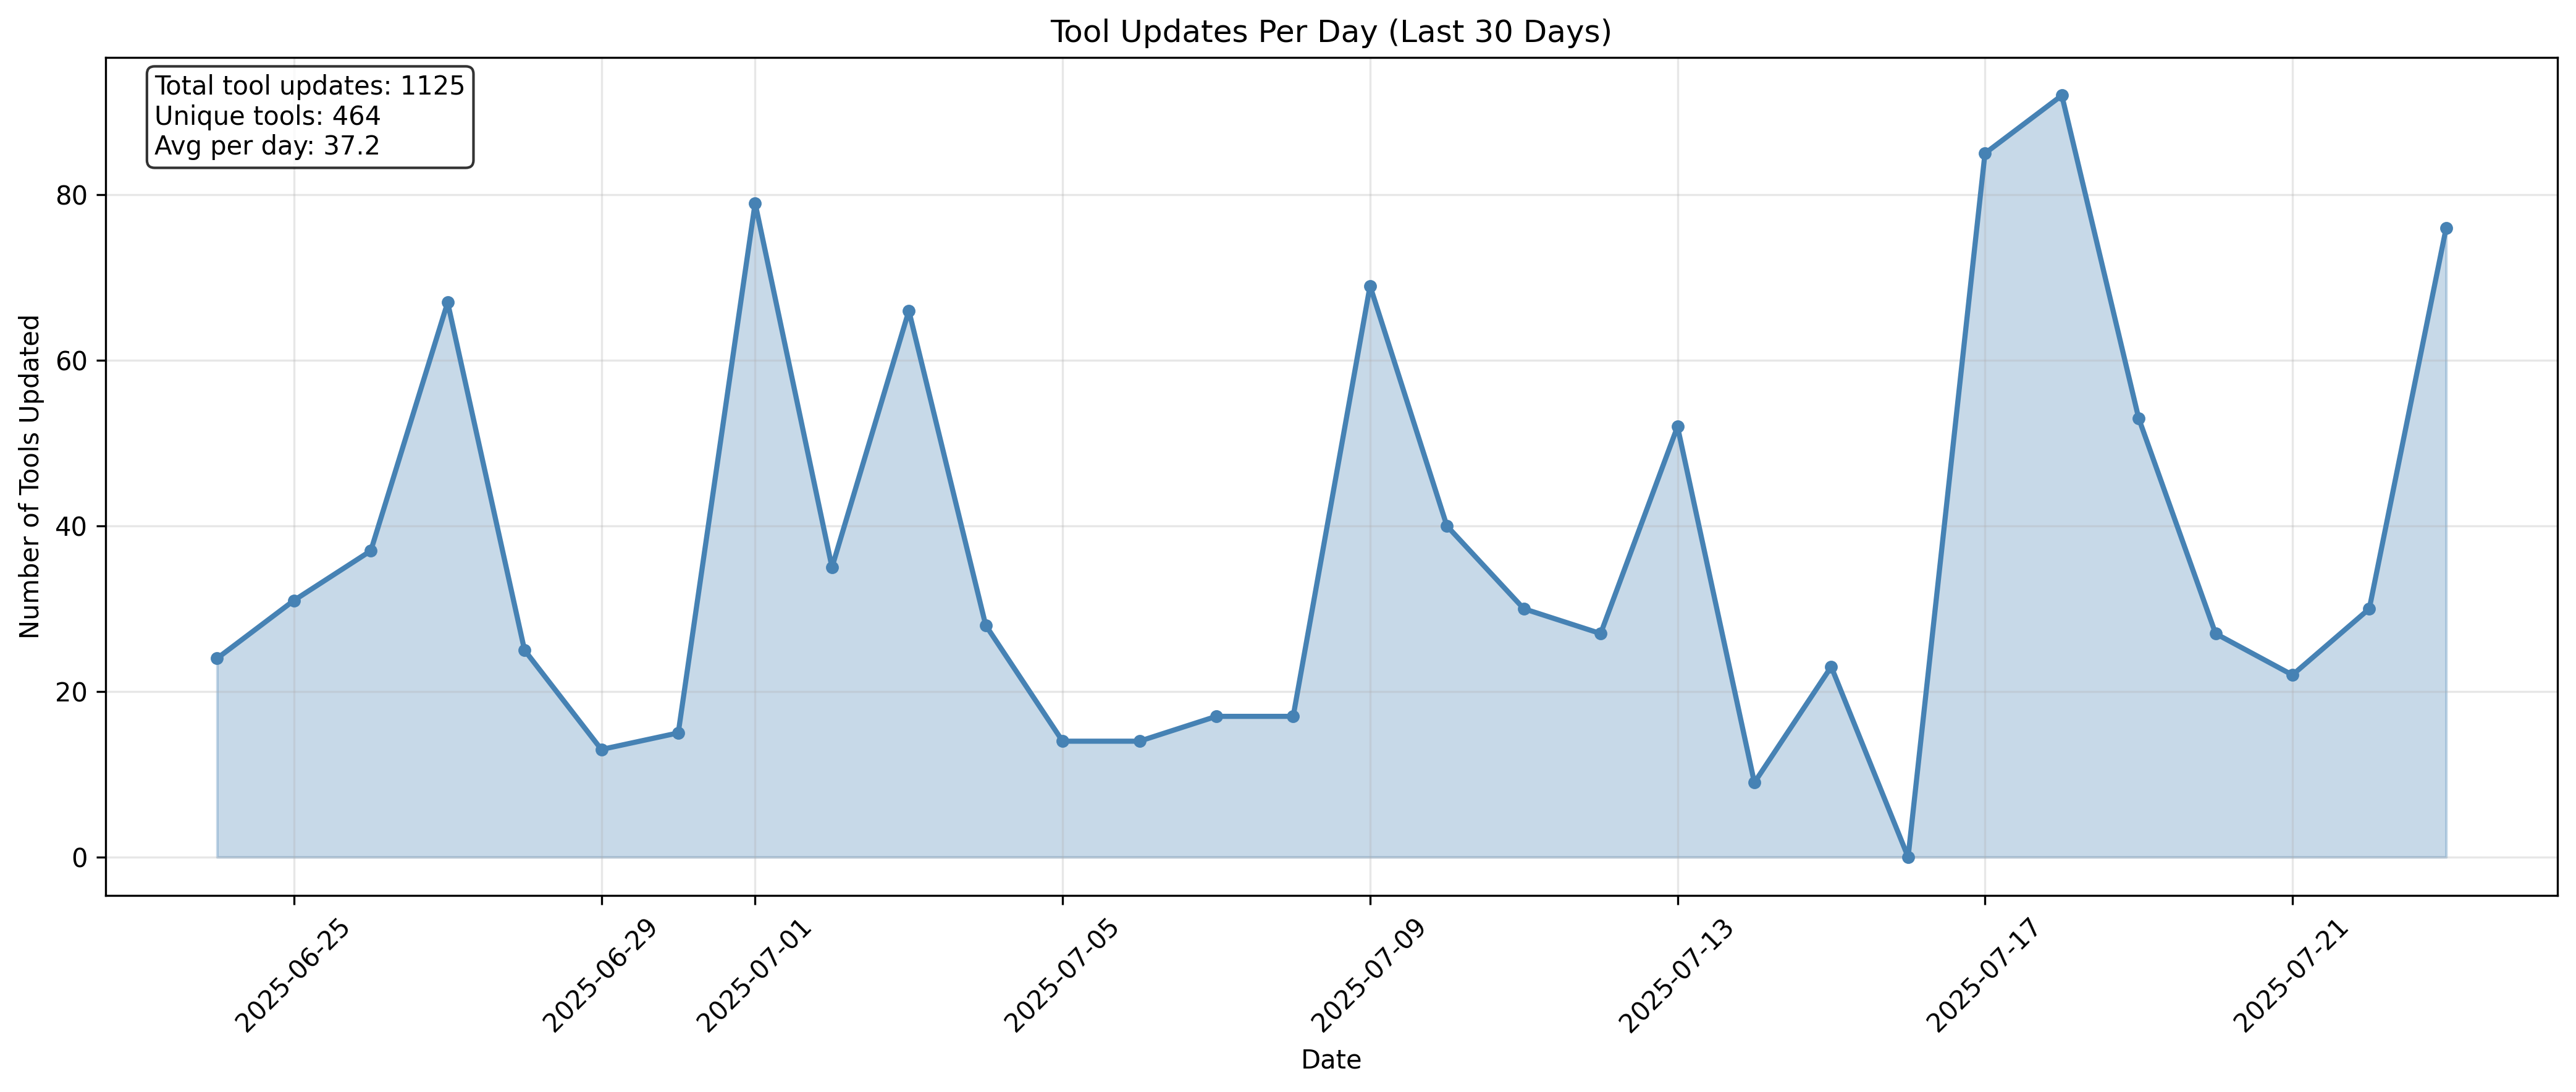 Tool Updates Per Day (Last 30 Days)
Total tool updates: 1125
Unique tools: 464
Avg per day: 37.2
Number of Tools Updated
80
60
40
20
0
2025-06-25
2025-06-29
2025-07-01
2025-07-05
2025-07-09
2025-07-13
2025-07-17
2025-07-21
Date